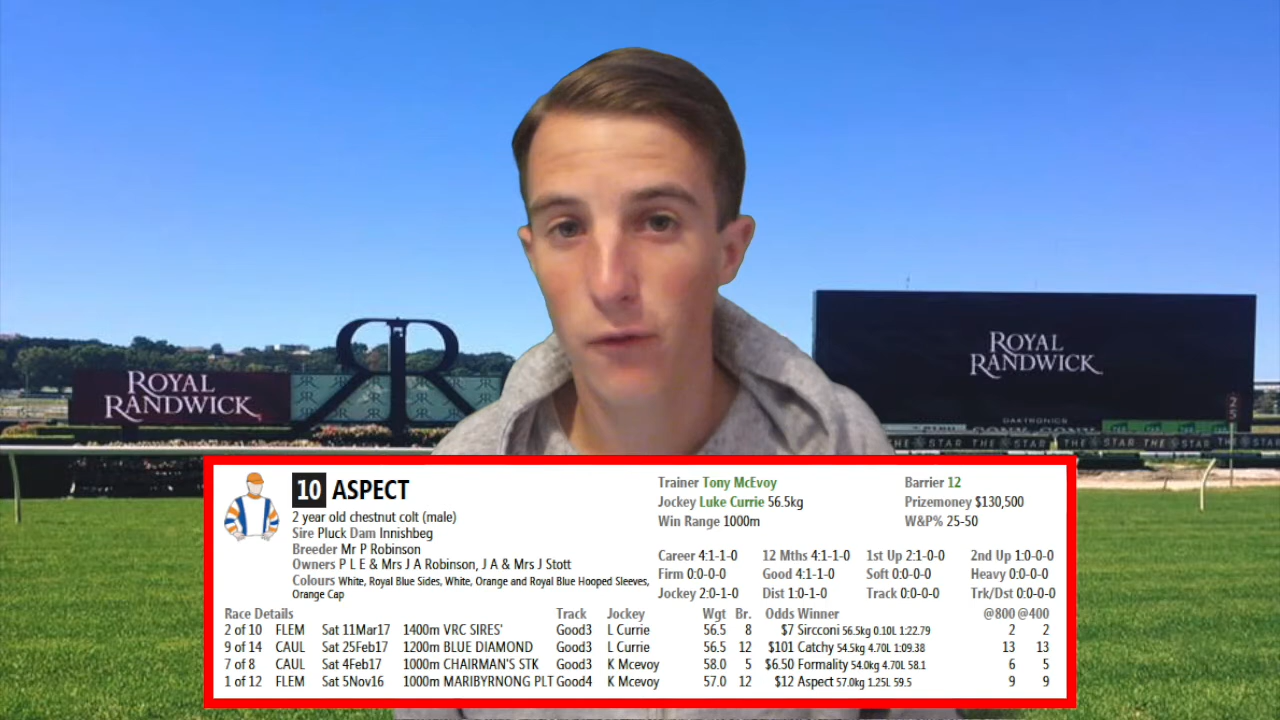 ROYAL
RANDWICK
ROYAL
RANDWICK
DAKTRONICS
THE STAR THE STAR THE STAR THE STAR
10 ASPECT
2 year old chestnut colt (male)
Sire Pluck Dam Innishbeg
Breeder Mr P Robinson
Owners P L E & Mrs J A Robinson, J A & Mrs J Stott
Colours White, Royal Blue Sides, White, Orange and Royal Blue Hooped Sleeves,
Orange Cap
Trainer Tony McEvoy Barrier 12
Jockey Luke Currie 56.5kg Prizemoney $130,500
Win Range 1000m W&P% 25-50
Career 4:1-1-0 12 Mths 4:1-1-0 1st Up 2:1-0-0 2nd Up 1:0-0-0
Firm 0:0-0-0 Good 4:1-1-0 Soft 0:0-0-0 Heavy 0:0-0-0
Jockey 2:0-1-0 Dist 1:0-1-0 Track 0:0-0-0 Trk/Dst 0:0-0-0
Race Details Track Jockey Wgt Br. Odds Winner @800 @400
2 of 10 FLEM Sat 11Mar17 1400m VRC SIRES' Good3 L Currie 56.5 8 $7 Sircconi 56.5kg 0.10L 1:22.79 2 2
9 of 14 CAUL Sat 25Feb17 1200m BLUE DIAMOND Good3 L Currie 56.5 12 $101 Catchy 54.5kg 4.70L 1:09.38 13 13
7 of 8 CAUL Sat 4Feb17 1000m CHAIRMAN'S STK Good3 K Mcevoy 58.0 5 $6.50 Formality 54.0kg 4.70L 58.1 6 5
1 of 12 FLEM Sat 5Nov16 1000m MARIBYRNONG PLT Good4 K Mcevoy 57.0 12 $12 Aspect 57.0kg 1.25L 59.5 9 9